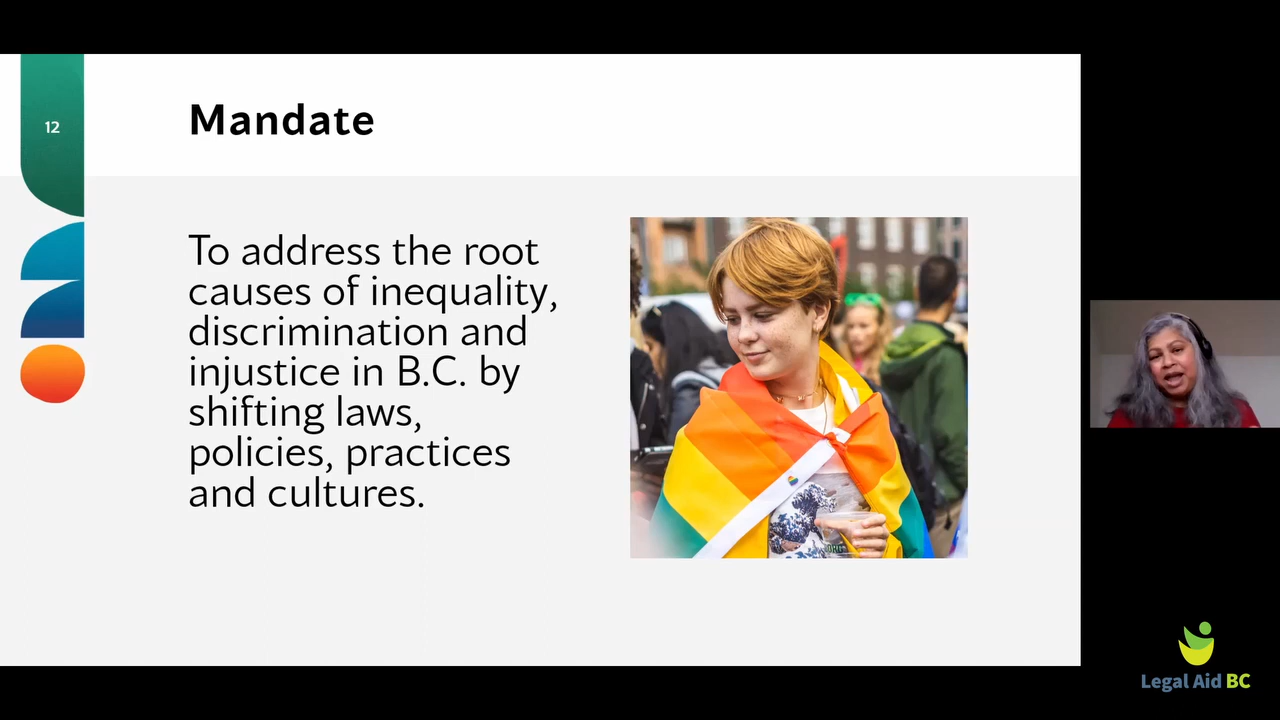 12
Mandate
To address the root
causes of inequality,
discrimination and
injustice in B.C. by
shifting laws,
policies, practices
and cultures.
Legal Aid BC